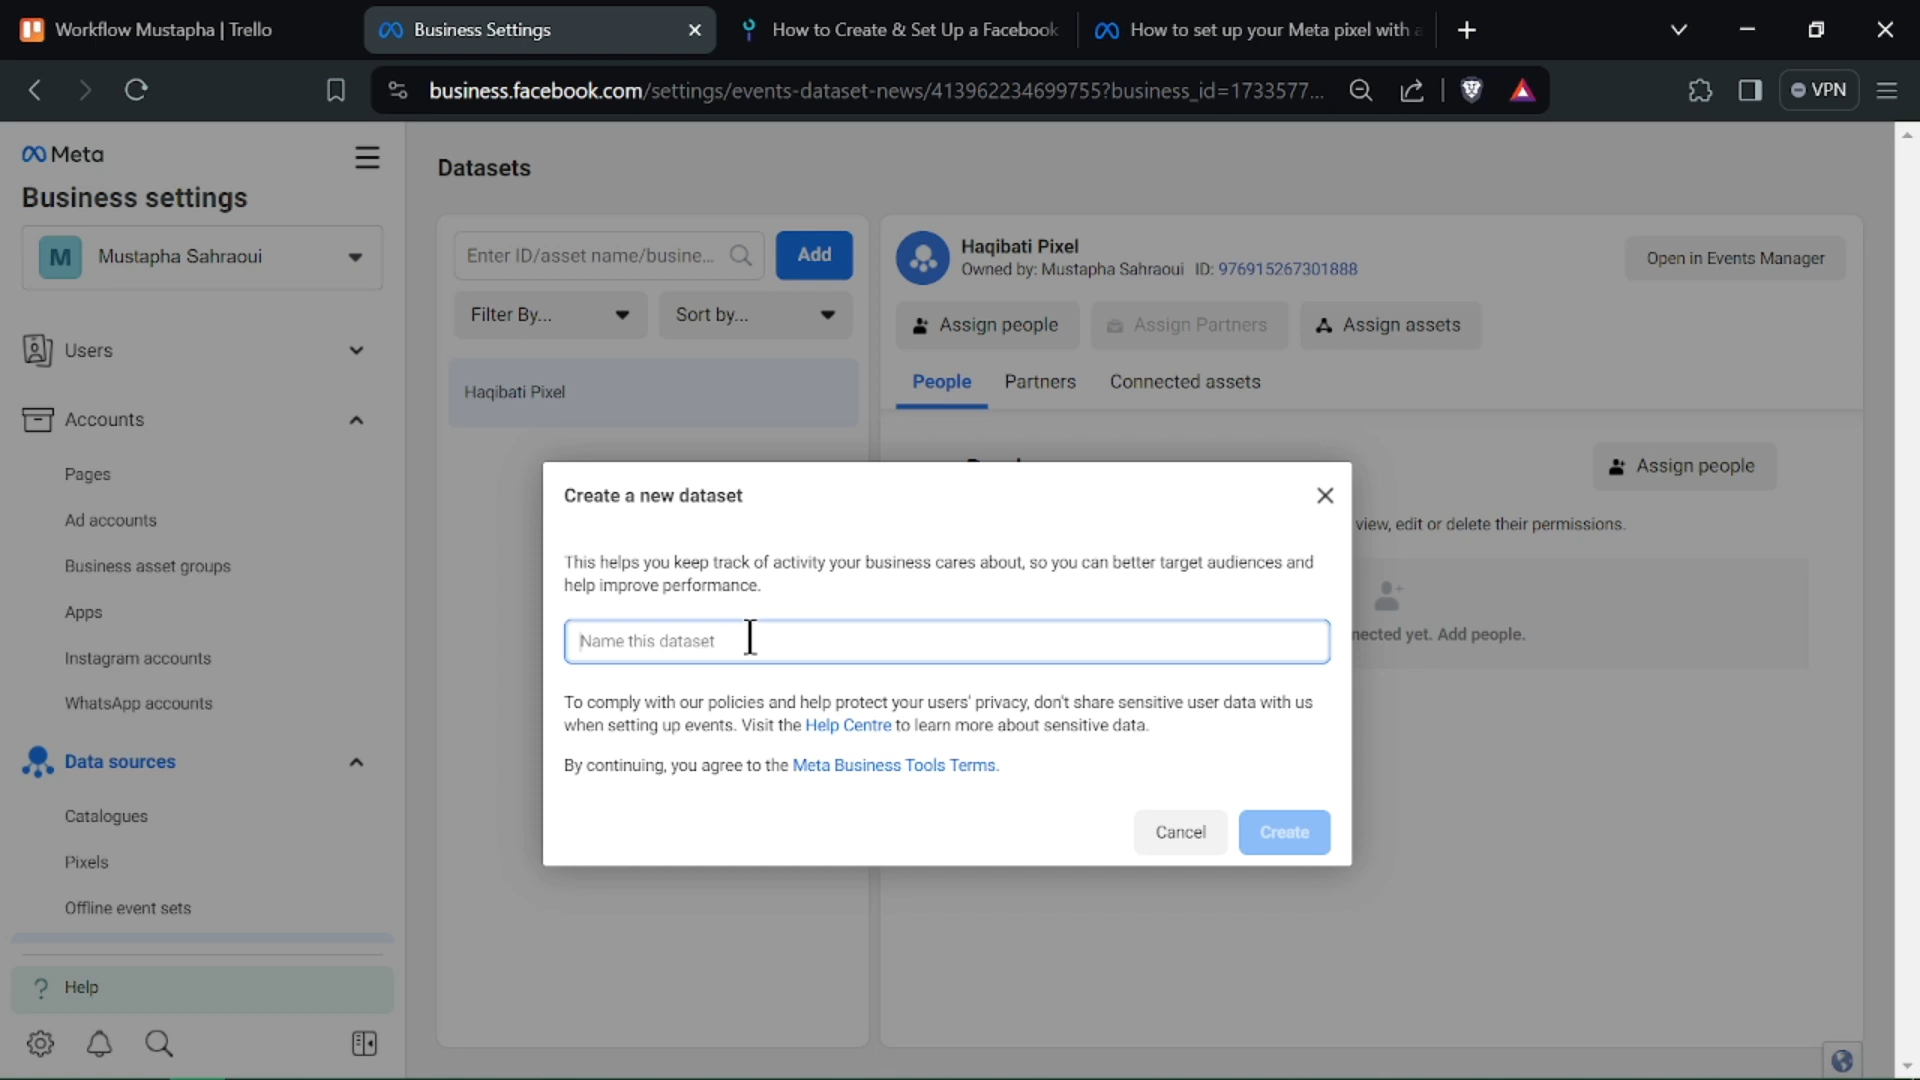 Workflow Mustapha | Trello
Business Settings
How to Create & Set Up a Facebook
How to set up your Meta pixel with a
business.facebook.com/settings/events-dataset-news/413962234699755?business_id=1733577...
VPN
Meta
Business settings
M
Mustapha Sahraoui
Users
Accounts
Pages
Ad accounts
Business asset groups
Apps
Instagram accounts
WhatsApp accounts
Data sources
Catalogues
Pixels
Offline event sets
? Help
Datasets
Enter ID/asset name/busine...
Add
Filter By...
Sort by...
Haqibati Pixel
Haqibati Pixel
Owned by: Mustapha Sahraoui ID: 976915267301888
Open in Events Manager
Assign people
Assign Partners
Assign assets
People
Partners
Connected assets
Assign people
view, edit or delete their permissions.
nected yet. Add people.
Create a new dataset
This helps you keep track of activity your business cares about, so you can better target audiences and
help improve performance.
Name this dataset
To comply with our policies and help protect your users' privacy, don't share sensitive user data with us
when setting up events. Visit the Help Centre to learn more about sensitive data.
By continuing, you agree to the Meta Business Tools Terms.
Cancel
Create